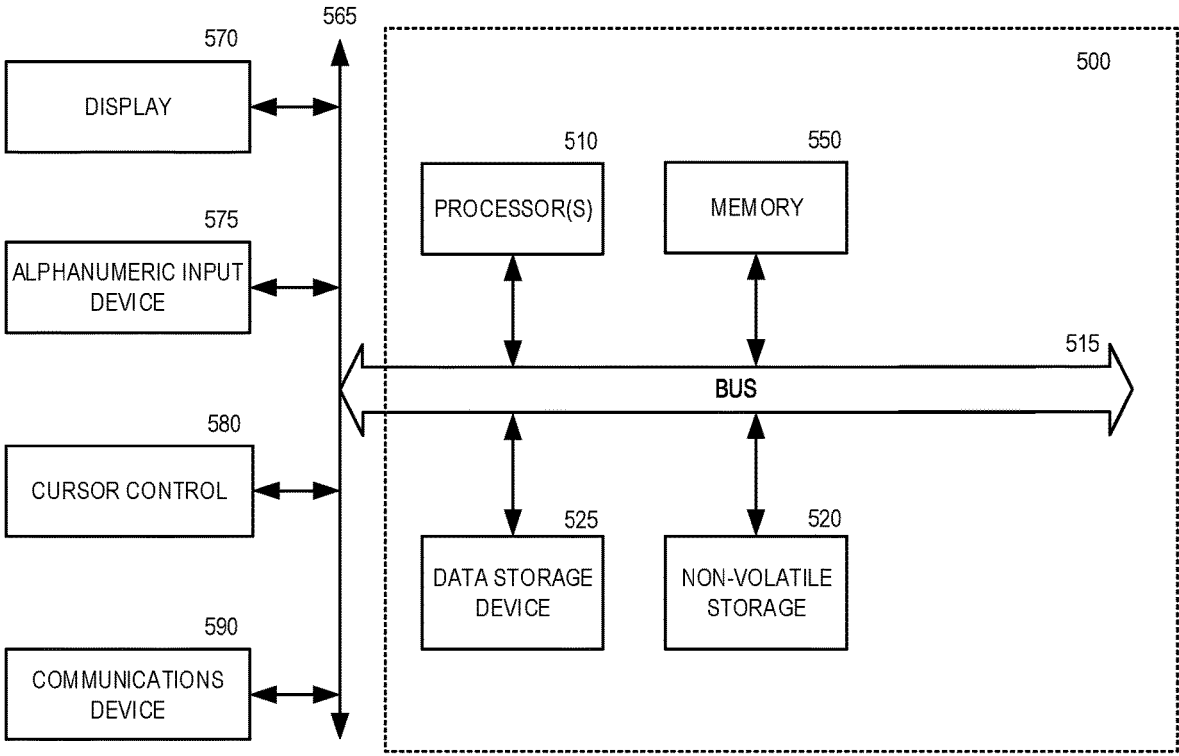 565
570
500
DISPLAY
510
550
PROCESSOR(S)
MEMORY
575
ALPHANUMERIC INPUT
DEVICE
515
BUS
580
CURSOR CONTROL
525
520
DATA STORAGE
DEVICE
NON-VOLATILE
STORAGE
590
COMMUNICATIONS
DEVICE